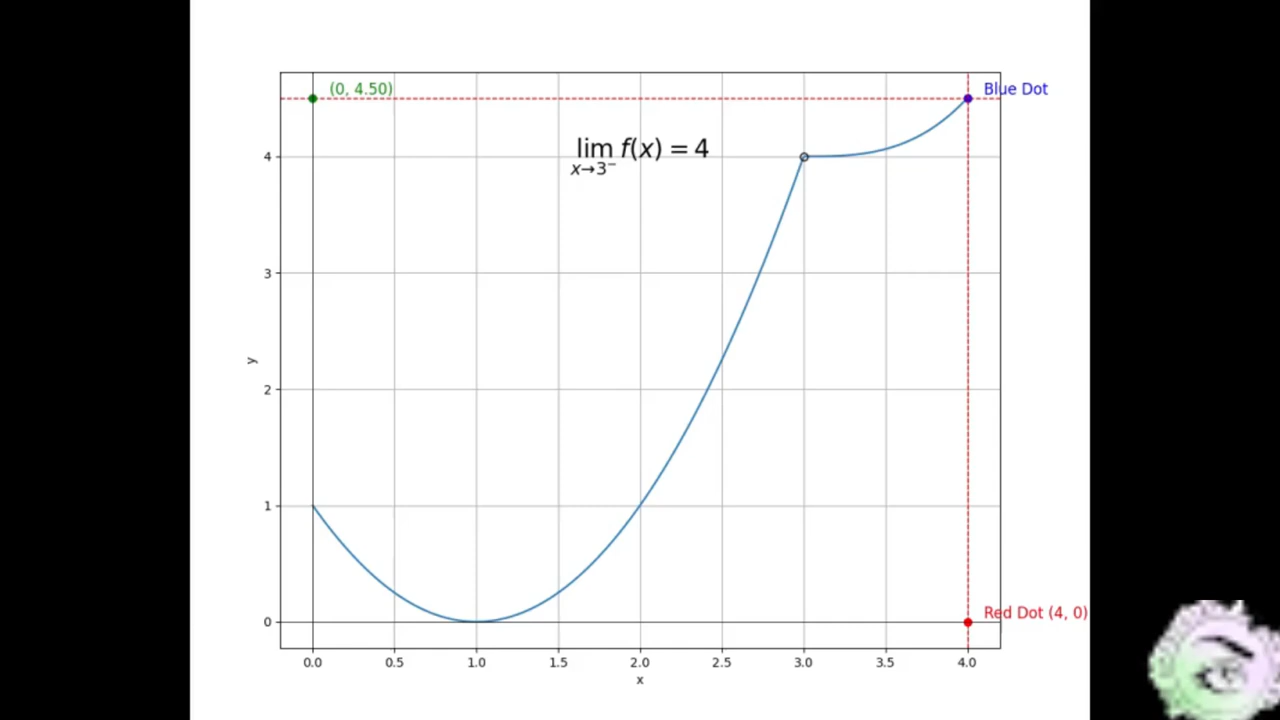 (0, 4.50)
Blue Dot
lim f(x) = 4
x→3⁻
4
3
2
1
0
y
Red Dot (4, 0)
0.0 0.5 1.0 1.5 2.0 2.5 3.0 3.5 4.0
x